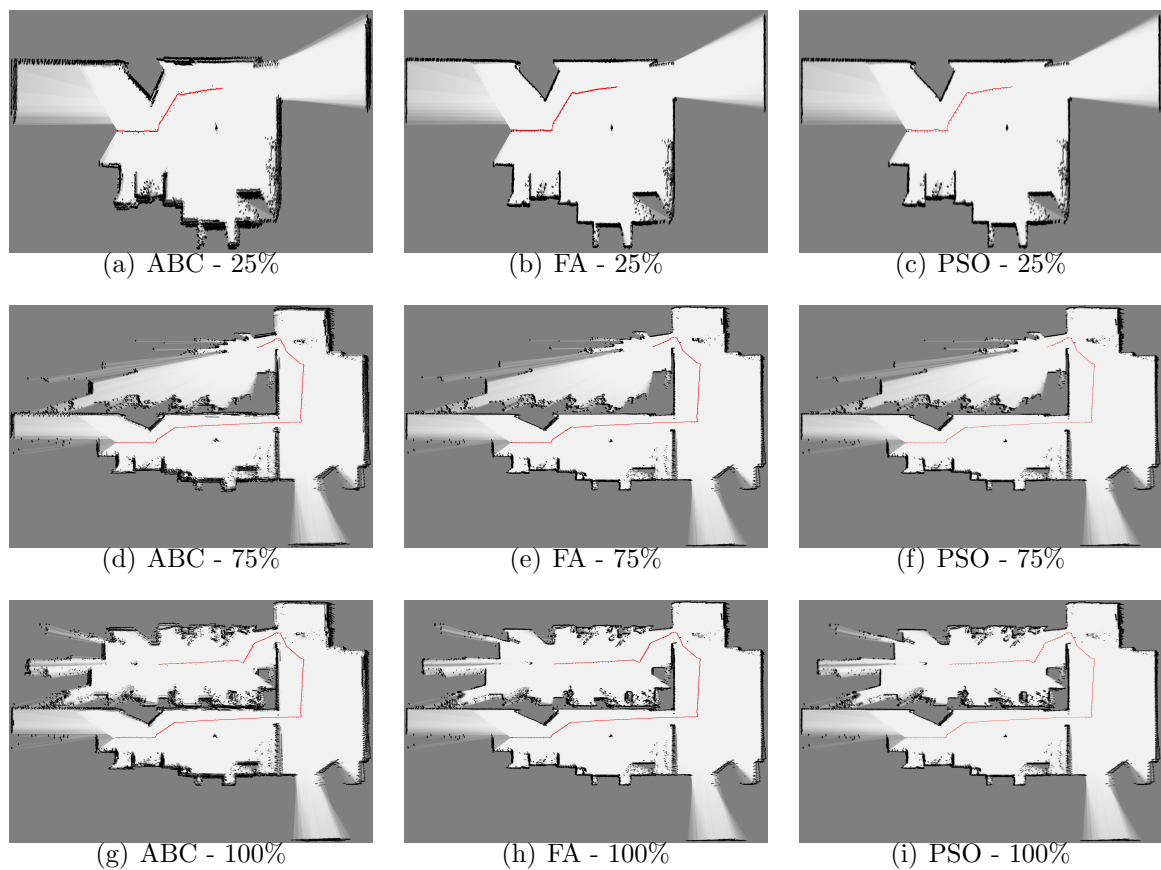 (a) ABC - 25%
(b) FA - 25%
(c) PSO - 25%
(d) ABC - 75%
(e) FA - 75%
(f) PSO - 75%
(g) ABC - 100%
(h) FA - 100%
(i) PSO - 100%